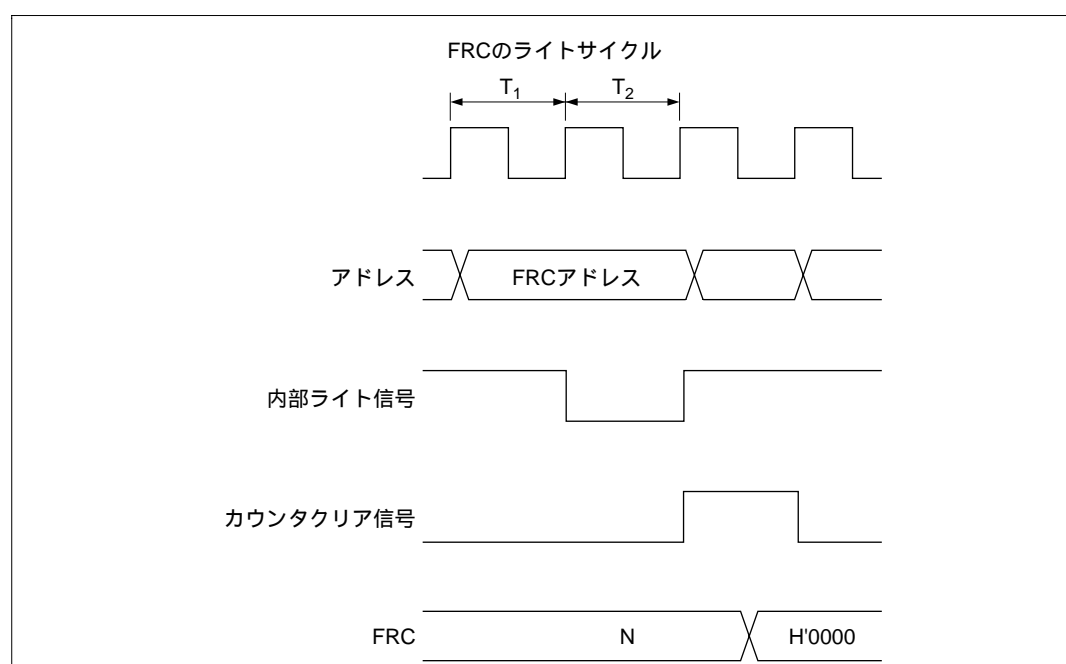 FRCのライトサイクル
T1 T2
アドレス FRCアドレス
内部ライト信号
カウンタクリア信号
FRC N H'0000